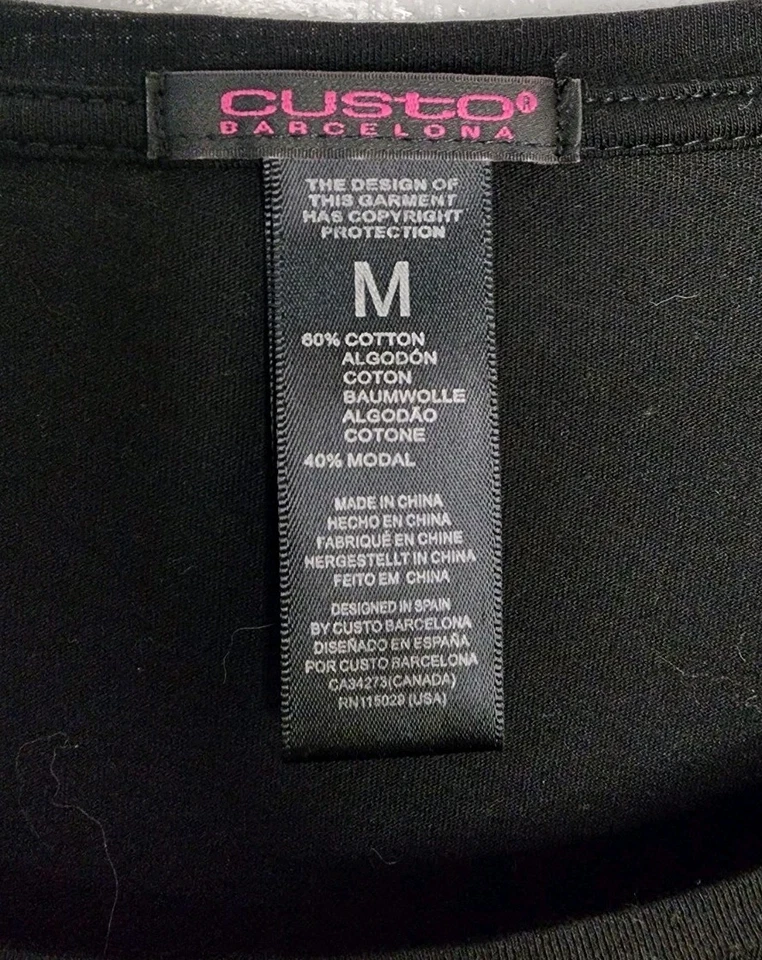 custo®
BARCELONA
THE DESIGN OF
THIS GARMENT
HAS COPYRIGHT
PROTECTION
M
60% COTTON
ALGODÓN
COTON
BAUMWOLLE
ALGODÃO
COTONE
40% MODAL
MADE IN CHINA
HECHO EN CHINA
FABRIQUÉ EN CHINE
HERGESTELLT IN CHINA
FEITO EM CHINA
DESIGNED IN SPAIN
BY CUSTO BARCELONA
DISEÑADO EN ESPAÑA
POR CUSTO BARCELONA
CA34273(CANADA)
RN115029 (USA)